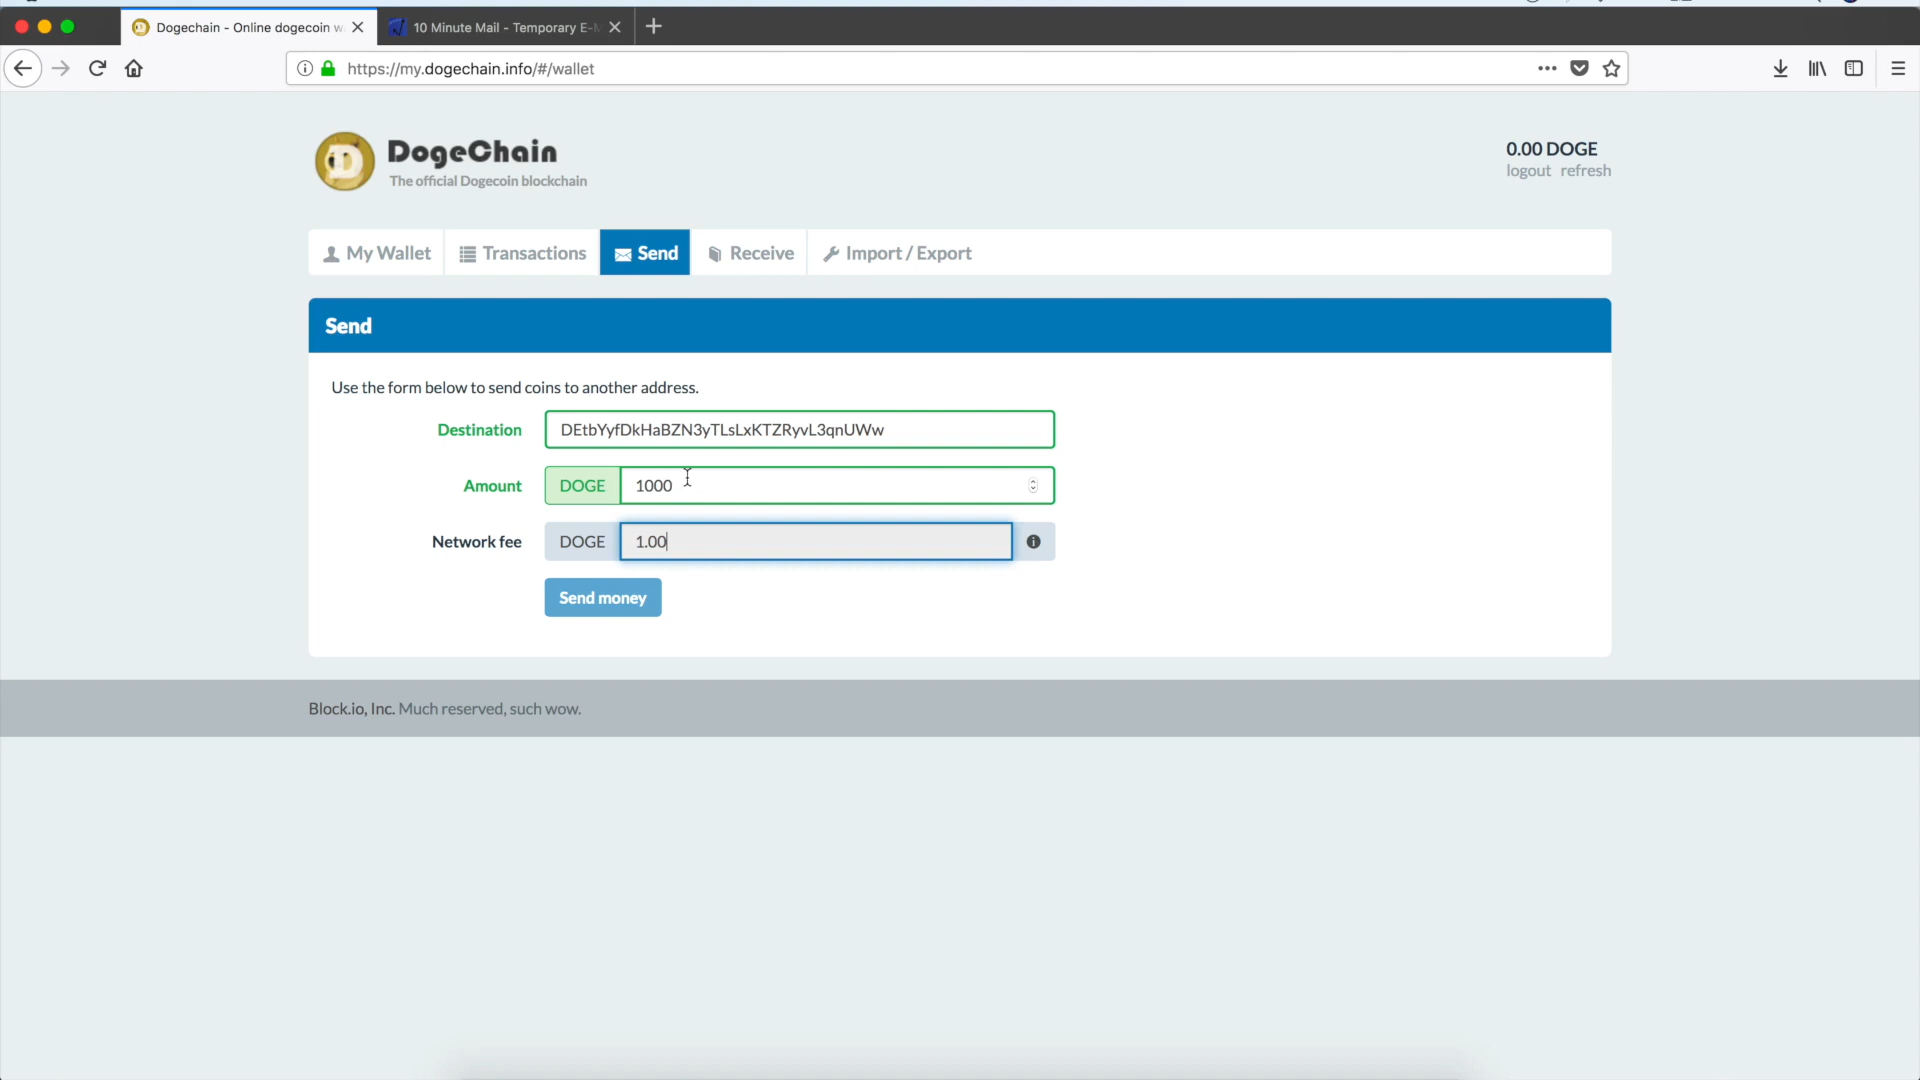 Dogechain - Online dogecoin w
10 Minute Mail - Temporary E-M
https://my.dogechain.info/#/wallet
DogeChain
The official Dogecoin blockchain
0.00 DOGE
logout refresh
My Wallet
Transactions
Send
Receive
Import / Export
Send
Use the form below to send coins to another address.
Destination
DEtbYyfDkHaBZN3yTLsLxKTZRyvL3qnUWw
Amount
DOGE
1000
Network fee
DOGE
1.00
Send money
Block.io, Inc. Much reserved, such wow.